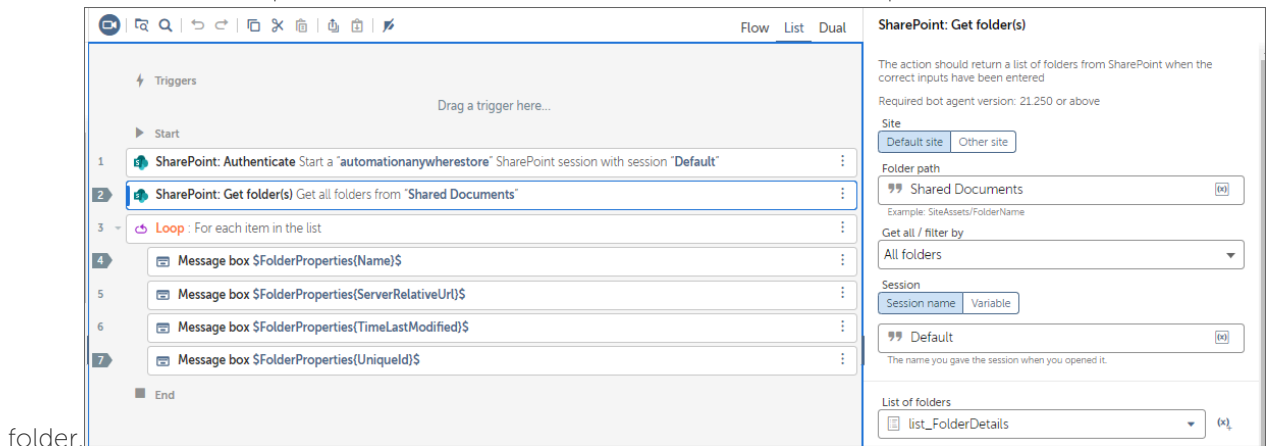 Flow List Dual
SharePoint: Get folder(s)
The action should return a list of folders from SharePoint when the
correct inputs have been entered
Required bot agent version: 21.250 or above
Triggers
Drag a trigger here...
Start
1 SharePoint: Authenticate Start a "automationanywherestore" SharePoint session with session "Default"
2 SharePoint: Get folder(s) Get all folders from "Shared Documents"
3 Loop : For each item in the list
4 Message box $FolderProperties{Name}$
5 Message box $FolderProperties{ServerRelativeUrl}$
6 Message box $FolderProperties{TimeLastModified}$
7 Message box $FolderProperties{UniqueId}$
End
Site
Default site Other site
Folder path
Shared Documents (x)
Example: SiteAssets/FolderName
Get all / filter by
All folders
Session
Session name Variable
Default (x)
The name you gave the session when you opened it.
List of folders
list_FolderDetails (x)
folder.